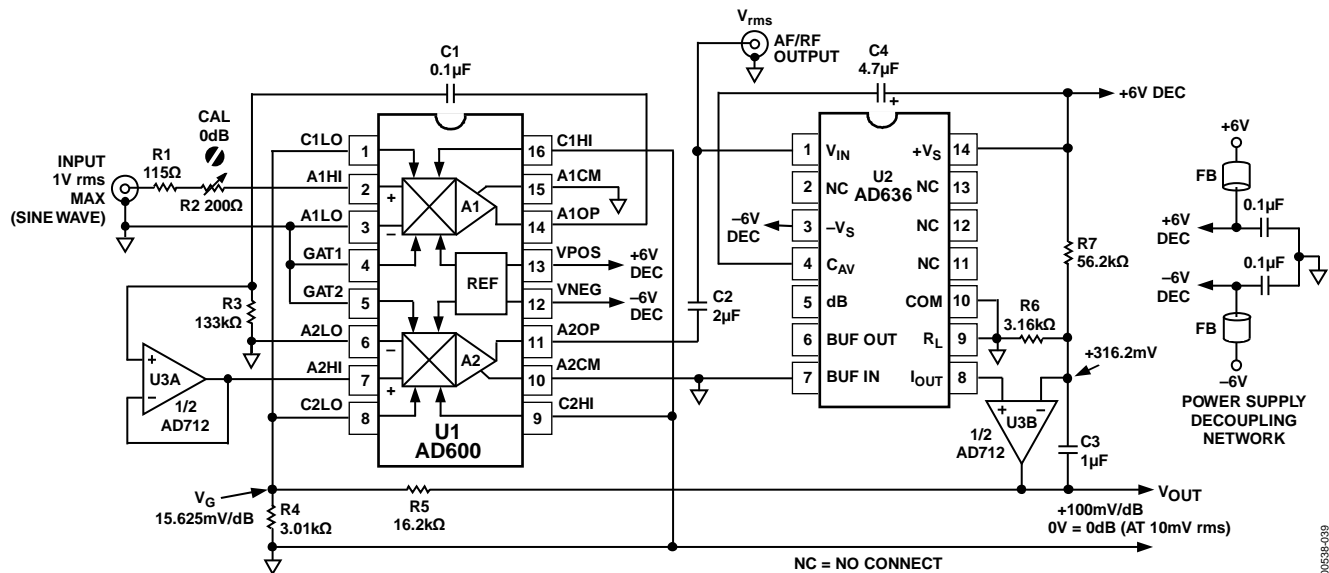 Vrms
AF/RF
OUTPUT
C1
0.1µF
C4
4.7µF
+
+6V DEC
CAL
0dB
INPUT
1V rms
MAX
(SINE WAVE)
R1
115Ω
R2 200Ω
C1LO
1
16
C1HI
A1HI
2
15
A1CM
A1LO
3
14
A1OP
GAT1
4
13
VPOS
+6V
DEC
GAT2
5
12
VNEG
–6V
DEC
A2LO
6
11
A2OP
A2HI
7
10
A2CM
C2LO
8
9
C2HI
+
–
A1
REF
–
+
A2
U1
AD600
R3
133kΩ
+
–
U3A
1/2
AD712
C2
2µF
U2
AD636
1
VIN
+VS
14
2
NC
NC
13
–6V
DEC
3
–VS
NC
12
4
CAV
NC
11
5
dB
COM
10
6
BUF OUT
RL
9
7
BUF IN
IOUT
8
R7
56.2kΩ
R6
3.16kΩ
+316.2mV
+
–
U3B
1/2
AD712
C3
1µF
+6V
FB
0.1µF
+6V
DEC
0.1µF
–6V
DEC
FB
–6V
POWER SUPPLY
DECOUPLING
NETWORK
VG
15.625mV/dB
R4
3.01kΩ
R5
16.2kΩ
VOUT
+100mV/dB
0V = 0dB (AT 10mV rms)
NC = NO CONNECT
00538-039